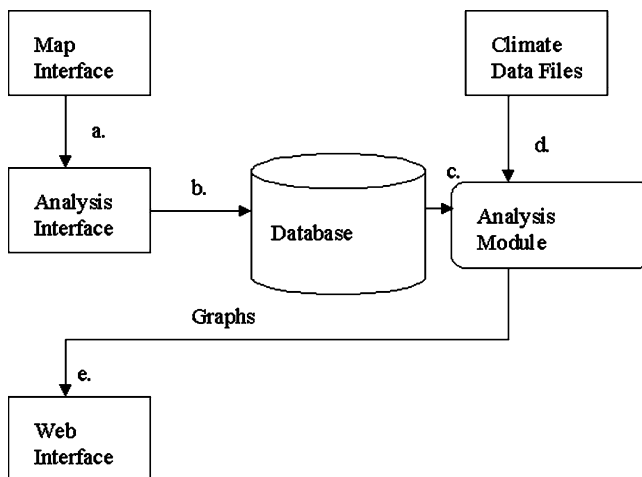 Map
Interface
Climate
Data Files
a.
d.
Analysis
Interface
b.
Database
c.
Analysis
Module
Graphs
e.
Web
Interface